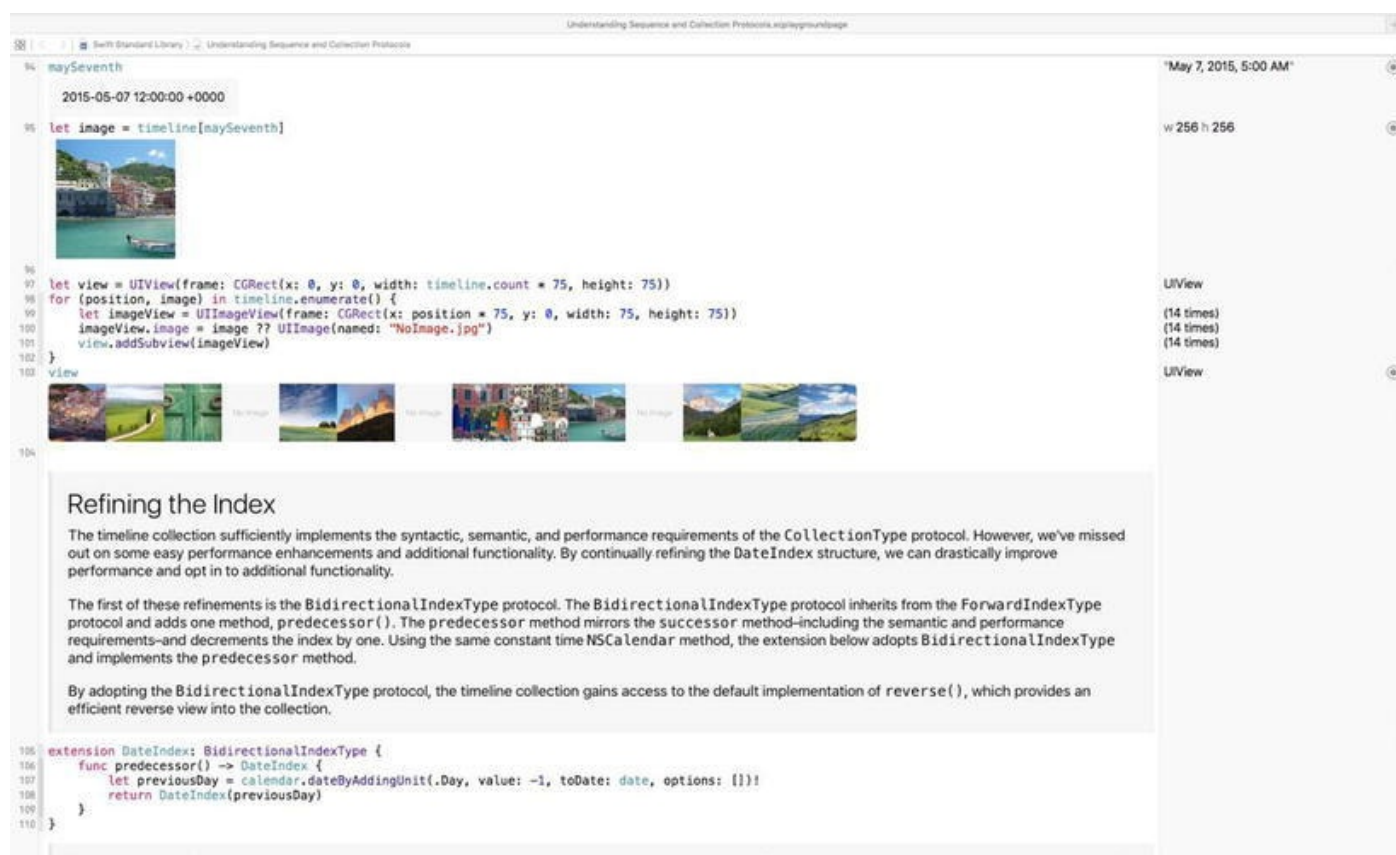 Understanding Sequence and Collection Protocols.xcplaygroundpage
Swift Standard Library Understanding Sequence and Collection Protocols
94 maySeventh "May 7, 2015, 5:00 AM"
2015-05-07 12:00:00 +0000
95 let image = timeline[maySeventh] w 256 h 256
96
97 let view = UIView(frame: CGRect(x: 0, y: 0, width: timeline.count * 75, height: 75)) UIView
98 for (position, image) in timeline.enumerate() {
99 let imageView = UIImageView(frame: CGRect(x: position * 75, y: 0, width: 75, height: 75)) (14 times)
100 imageView.image = image ?? UIImage(named: "NoImage.jpg") (14 times)
101 view.addSubview(imageView) (14 times)
102 }
103 view UIView
No Image No Image No Image
104
Refining the Index
The timeline collection sufficiently implements the syntactic, semantic, and performance requirements of the CollectionType protocol. However, we've missed
out on some easy performance enhancements and additional functionality. By continually refining the DateIndex structure, we can drastically improve
performance and opt in to additional functionality.
The first of these refinements is the BidirectionalIndexType protocol. The BidirectionalIndexType protocol inherits from the ForwardIndexType
protocol and adds one method, predecessor(). The predecessor method mirrors the successor method–including the semantic and performance
requirements–and decrements the index by one. Using the same constant time NSCalendar method, the extension below adopts BidirectionalIndexType
and implements the predecessor method.
By adopting the BidirectionalIndexType protocol, the timeline collection gains access to the default implementation of reverse(), which provides an
efficient reverse view into the collection.
105 extension DateIndex: BidirectionalIndexType {
106 func predecessor() -> DateIndex {
107 let previousDay = calendar.dateByAddingUnit(.Day, value: -1, toDate: date, options: [])!
108 return DateIndex(previousDay)
109 }
110 }